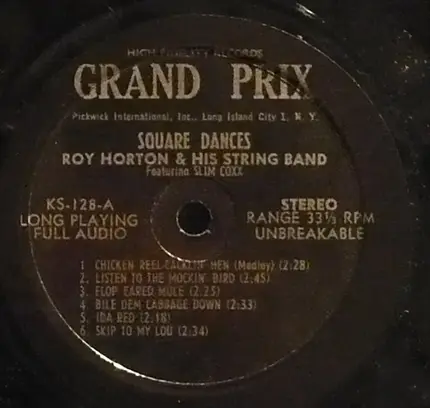 HIGH FIDELITY RECORDS
GRAND PRIX
Pickwick International, Inc., Long Island City 1, N. Y.
SQUARE DANCES
ROY HORTON & HIS STRING BAND
Featuring SLIM COXX
KS-128-A
LONG PLAYING
FULL AUDIO
STEREO
RANGE 33⅓ RPM
UNBREAKABLE
1 CHICKEN REEL-CACKLIN' HEN (Medley) (2:28)
2. LISTEN TO THE MOCKIN' BIRD (2:45)
3. FLOP EARED MULE (2:25)
4 BILE DEM CABBAGE DOWN (2:33)
5. IDA RED (2:18)
6. SKIP TO MY LOU (2:34)